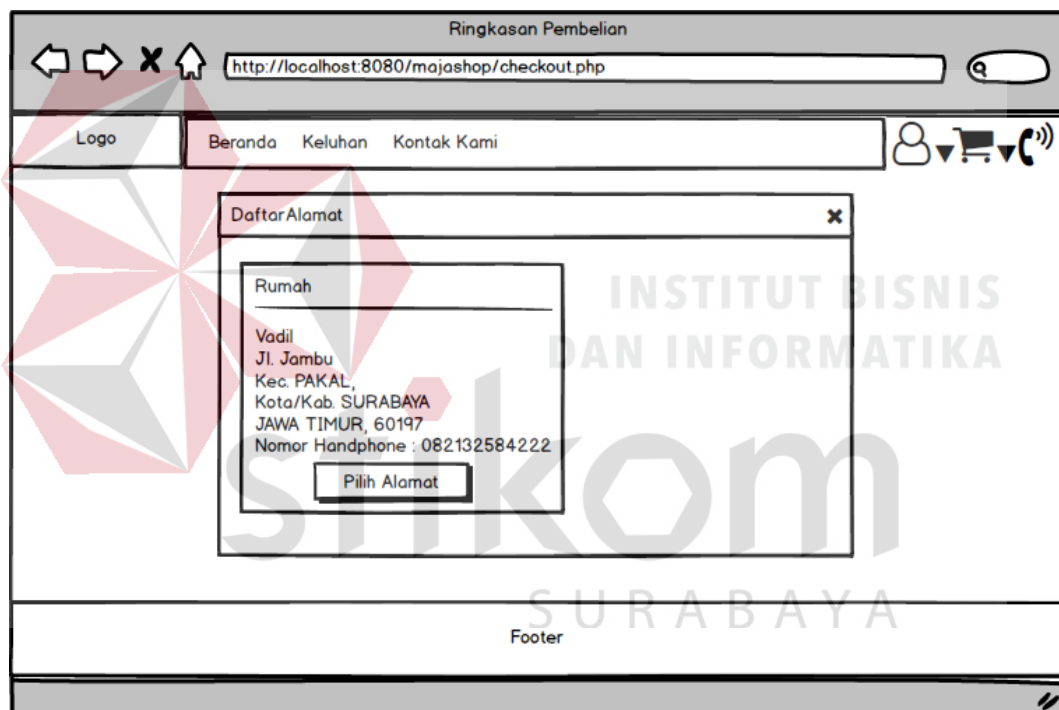 Ringkasan Pembelian
http://localhost:8080/majashop/checkout.php
Logo
Beranda Keluhan Kontak Kami
DaftarAlamat
Rumah
Vadil
Jl. Jambu
Kec. PAKAL,
Kota/Kab. SURABAYA
JAWA TIMUR, 60197
Nomor Handphone : 082132584222
Pilih Alamat
INSTITUT BISNIS
DAN INFORMATIKA
stikom
SURABAYA
Footer